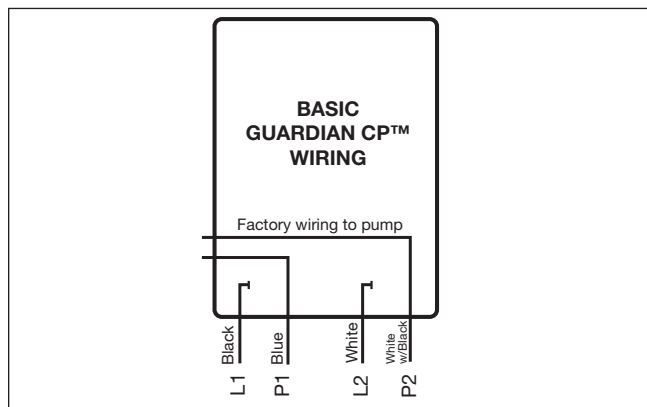 BASIC
GUARDIAN CP™
WIRING
Factory wiring to pump
Black
Blue
White
White
w/Black
L1
P1
L2
P2